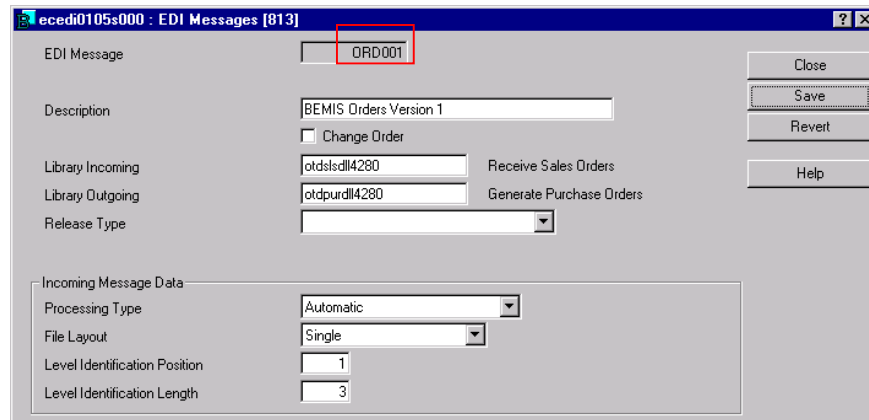 ecedi0105s000 : EDI Messages [813]
EDI Message ORD001
Close
Save
Description BEMIS Orders Version 1
Revert
Change Order
Library Incoming otdslsdll4280 Receive Sales Orders
Help
Library Outgoing otdpurdll4280 Generate Purchase Orders
Release Type
Incoming Message Data
Processing Type Automatic
File Layout Single
Level Identification Position 1
Level Identification Length 3